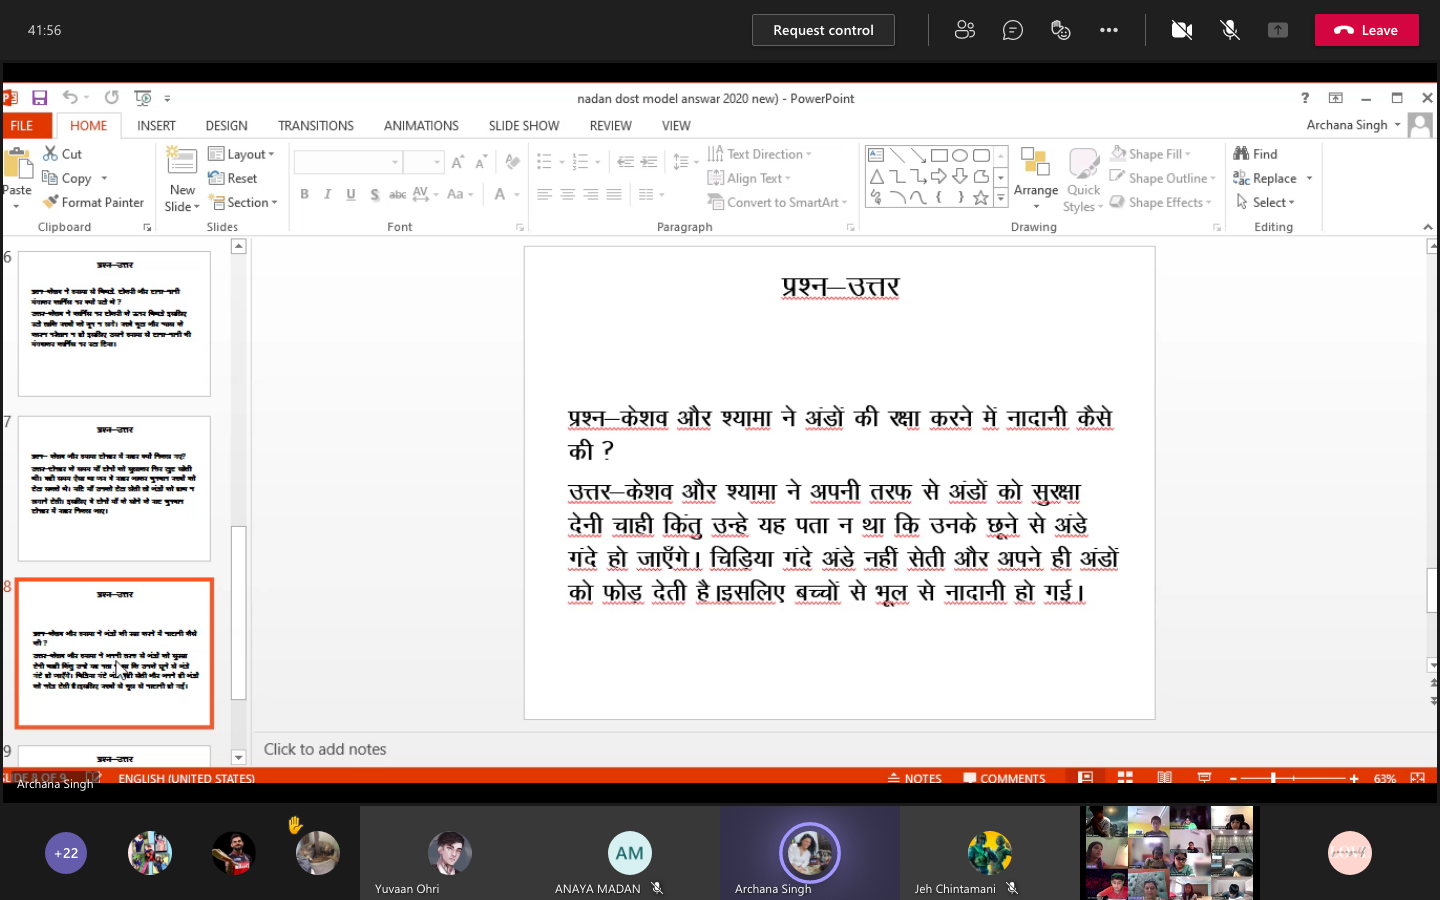 41:56
Request control
Leave
nadan dost model answar 2020 new) - PowerPoint
FILE HOME INSERT DESIGN TRANSITIONS ANIMATIONS SLIDE SHOW REVIEW VIEW
Archana Singh
Paste
Cut
Copy
Format Painter
Clipboard
New Slide
Layout
Reset
Section
Slides
B I U S abc AV Aa A
Font
Text Direction
Align Text
Convert to SmartArt
Paragraph
Arrange
Quick Styles
Shape Fill
Shape Outline
Shape Effects
Drawing
Find
Replace
Select
Editing
6
प्रश्न–उत्तर
7
प्रश्न–उत्तर
8
प्रश्न–उत्तर
9
प्रश्न–उत्तर
प्रश्न–उत्तर
प्रश्न–केशव और श्यामा ने अंडों की रक्षा करने में नादानी कैसे
की ?
उत्तर–केशव और श्यामा ने अपनी तरफ से अंडों को सुरक्षा
देनी चाही किंतु उन्हे यह पता न था कि उनके छूने से अंडे
गंदे हो जाएँगे। चिड़िया गंदे अंडे नहीं सेती और अपने ही अंडों
को फोड़ देती है।इसलिए बच्चों से भूल से नादानी हो गई।
Click to add notes
SLIDE 8 OF 9 ENGLISH (UNITED STATES) NOTES COMMENTS 63%
Archana Singh
+22
Yuvaan Ohri
AM
ANAYA MADAN
Archana Singh
Jeh Chintamani